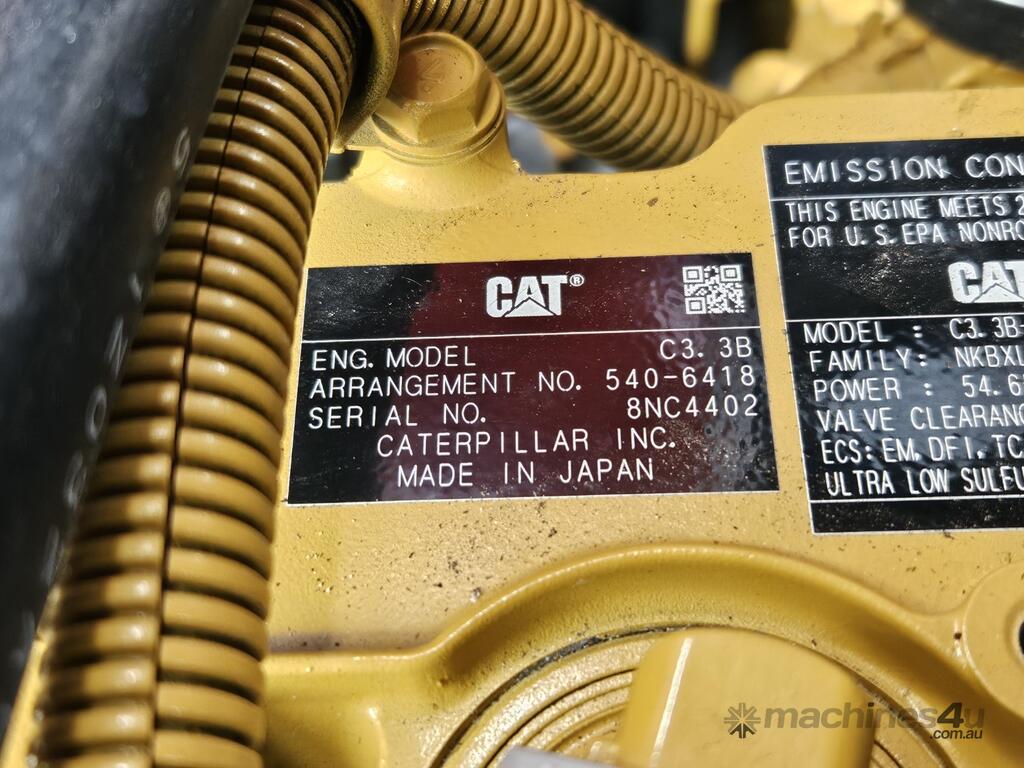 CAT®
ENG. MODEL C3.3B
ARRANGEMENT NO. 540-6418
SERIAL NO. 8NC4402
CATERPILLAR INC.
MADE IN JAPAN
EMISSION CON
THIS ENGINE MEETS 2
FOR U.S. EPA NONRO
CAT
MODEL : C3.3B-
FAMILY: NKBXL
POWER : 54.6
VALVE CLEARANC
ECS: EM, DFI, TC
ULTRA LOW SULFU
machines4u
.com.au